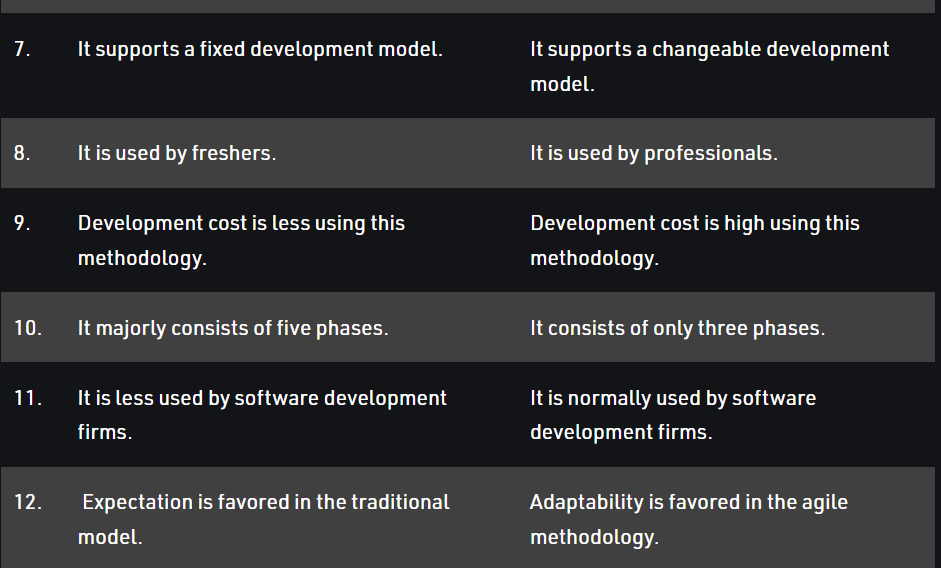 7. It supports a fixed development model. It supports a changeable development
model.
8. It is used by freshers. It is used by professionals.
9. Development cost is less using this Development cost is high using this
methodology. methodology.
10. It majorly consists of five phases. It consists of only three phases.
11. It is less used by software development It is normally used by software
firms. development firms.
12. Expectation is favored in the traditional Adaptability is favored in the agile
model. methodology.